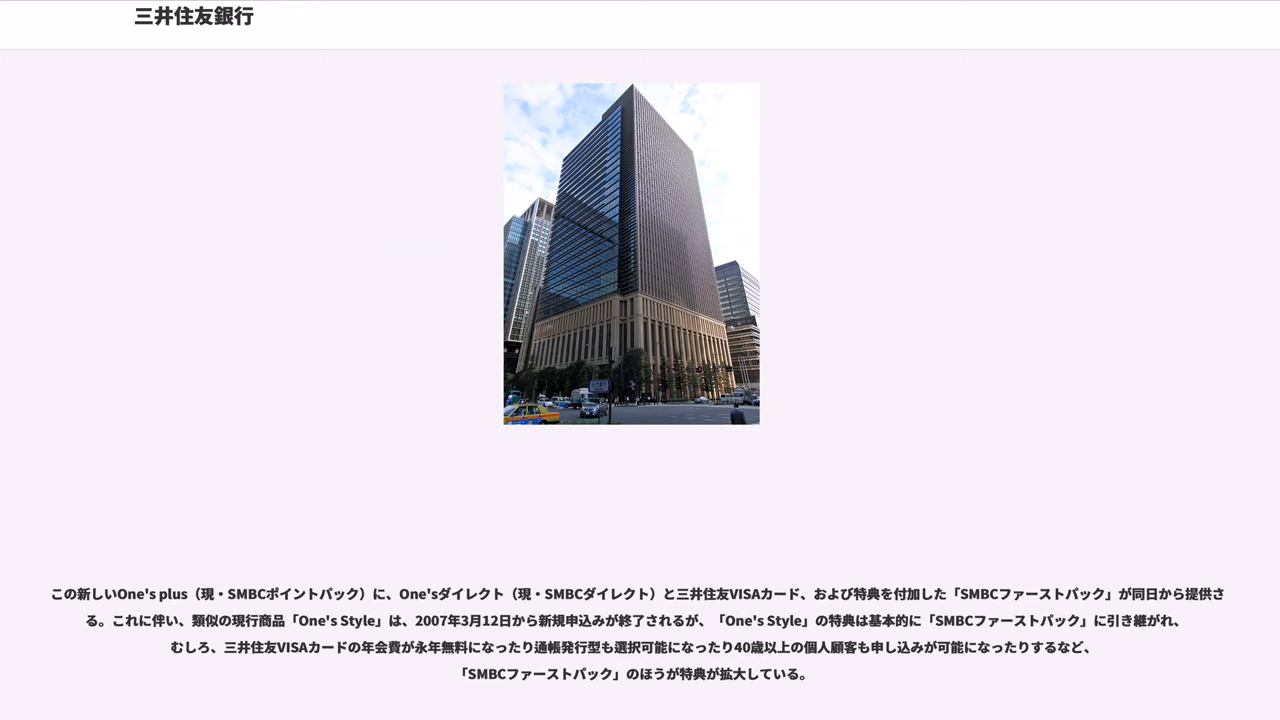 三井住友銀行
この新しいOne's plus（現・SMBCポイントパック）に、One'sダイレクト（現・SMBCダイレクト）と三井住友VISAカード、および特典を付加した「SMBCファーストパック」が同日から提供さ
る。これに伴い、類似の現行商品「One's Style」は、2007年3月12日から新規申込みが終了されるが、「One's Style」の特典は基本的に「SMBCファーストパック」に引き継がれ、
むしろ、三井住友VISAカードの年会費が永年無料になったり通帳発行型も選択可能になったり40歳以上の個人顧客も申し込みが可能になったりするなど、
「SMBCファーストパック」のほうが特典が拡大している。